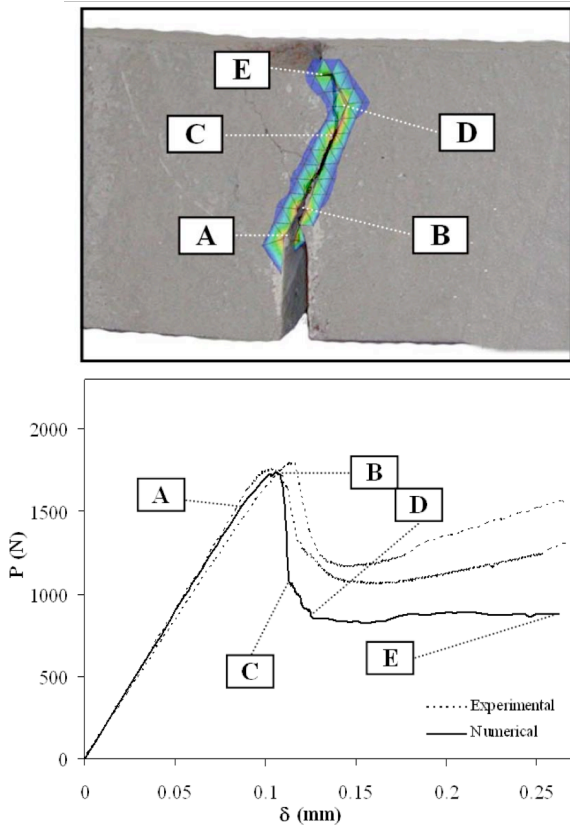 E
C
D
A
B
P (N)
2000
1500
1000
500
0
A
B
D
C
E
Experimental
Numerical
0
0.05
0.1
0.15
0.2
0.25
δ (mm)